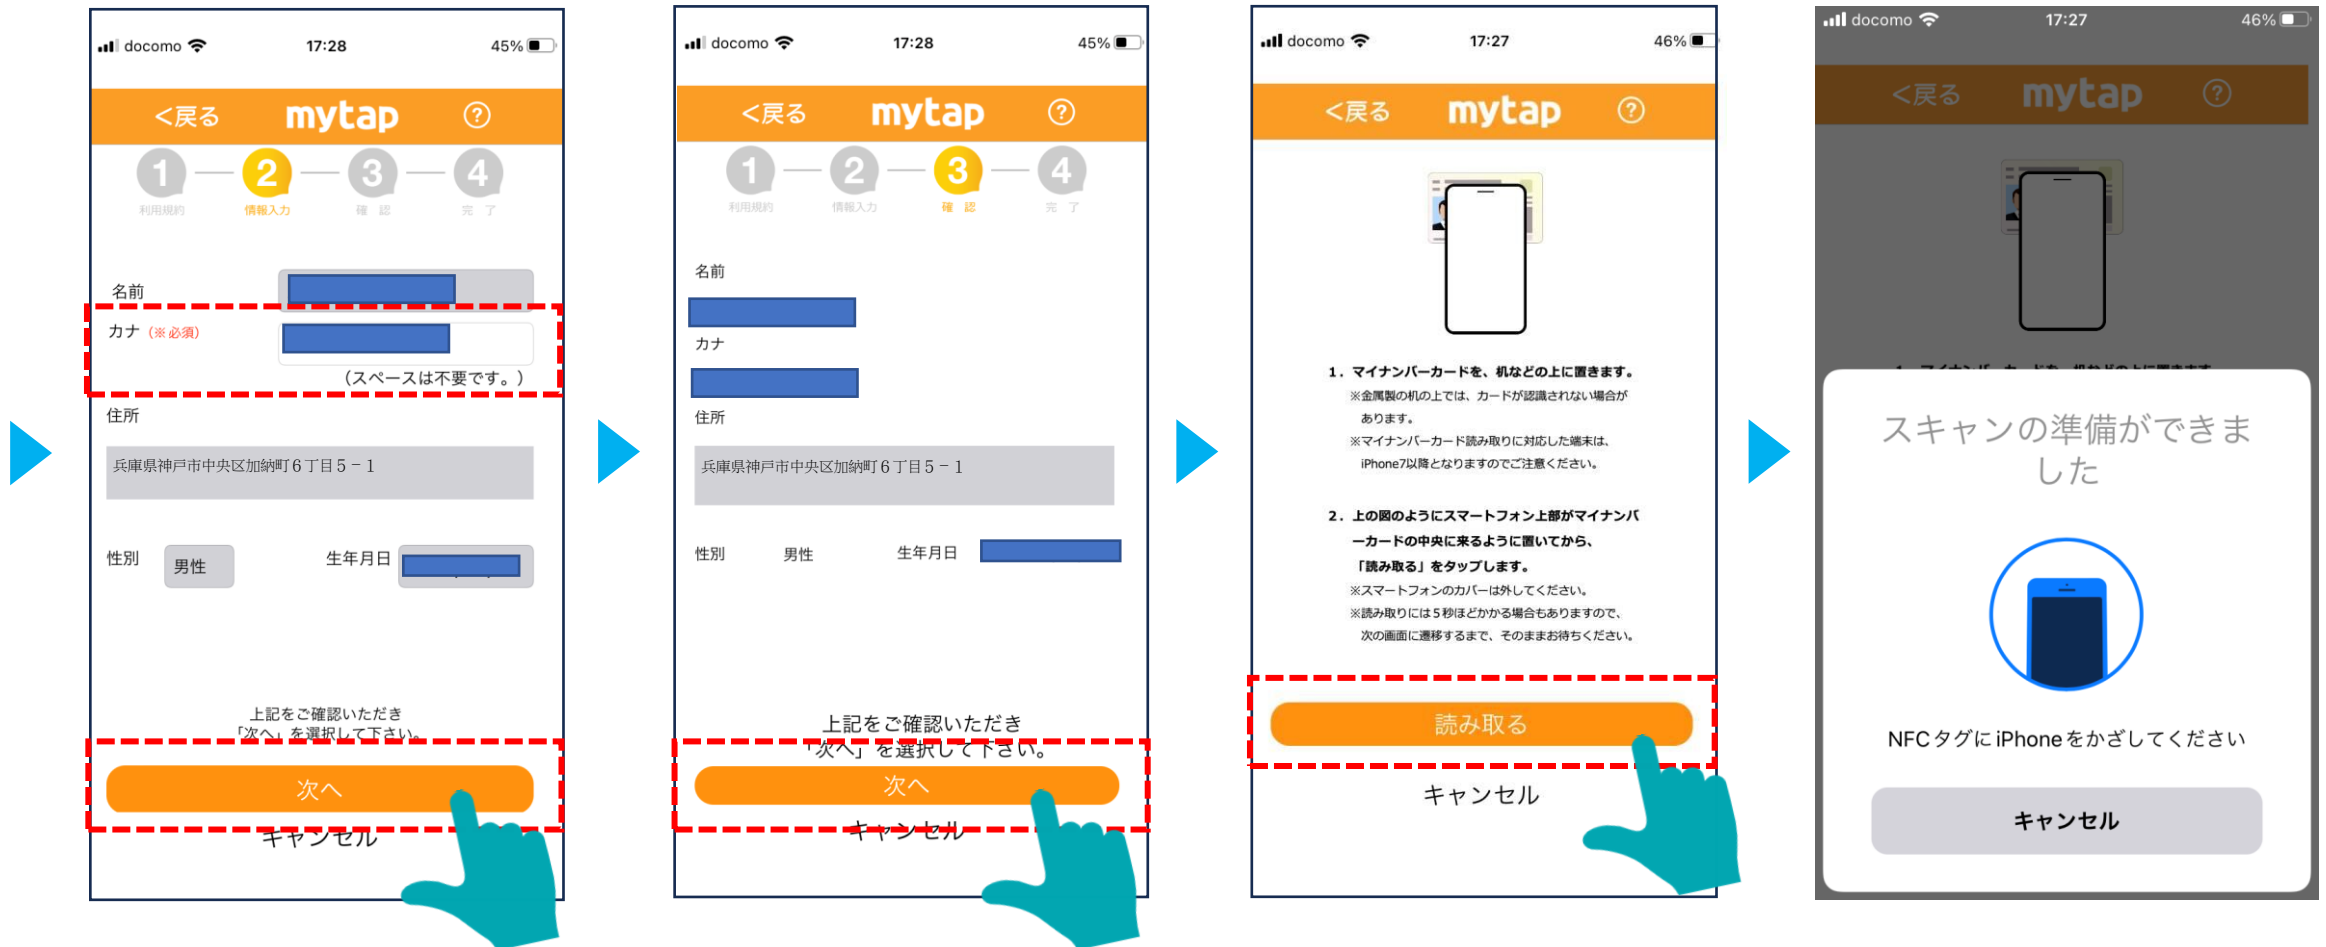 docomo 17:28 45%
<戻る mytap ?
1 2 3 4
利用規約 情報入力 確 認 完 了
名前
カナ (※必須)
(スペースは不要です。)
住所
兵庫県神戸市中央区加納町6丁目5-1
性別 男性 生年月日
上記をご確認いただき
「次へ」を選択して下さい。
次へ
キャンセル
docomo 17:28 45%
<戻る mytap ?
1 2 3 4
利用規約 情報入力 確 認 完 了
名前
カナ
住所
兵庫県神戸市中央区加納町6丁目5-1
性別 男性 生年月日
上記をご確認いただき
「次へ」を選択して下さい。
次へ
キャンセル
docomo 17:27 46%
<戻る mytap ?
1. マイナンバーカードを、机などの上に置きます。
※金属製の机の上では、カードが認識されない場合が
あります。
※マイナンバーカード読み取りに対応した端末は、
iPhone7以降となりますのでご注意ください。
2. 上の図のようにスマートフォン上部がマイナンバ
ーカードの中央に来るように置いてから、
「読み取る」をタップします。
※スマートフォンのカバーは外してください。
※読み取りには5秒ほどかかる場合もありますので、
次の画面に遷移するまで、そのままお待ちください。
読み取る
キャンセル
docomo 17:27 46%
<戻る mytap ?
1. マイナンバーカードを、机などの上に置きます。
スキャンの準備ができま
した
NFCタグにiPhoneをかざしてください
キャンセル